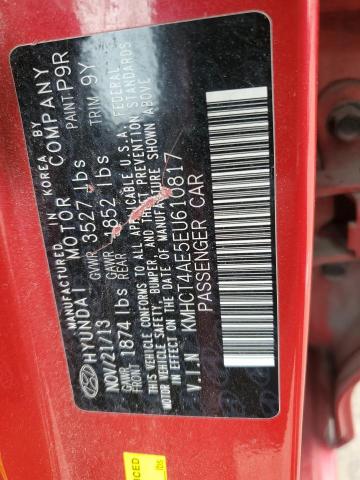 MANUFACTURED IN KOREA BY
HYUNDAI MOTOR COMPANY
NOV/21/13 GVWR 3527 lbs PAINT P9R
GAWR FRONT 1874 lbs GAWR REAR 1852 lbs TRIM 9Y
THIS VEHICLE CONFORMS TO ALL APPLICABLE U.S.A. FEDERAL
MOTOR VEHICLE SAFETY, BUMPER, AND THEFT PREVENTION STANDARDS
IN EFFECT ON THE DATE OF MANUFACTURE SHOWN ABOVE.
V.I.N KMHCT4AE5EU610817
PASSENGER CAR